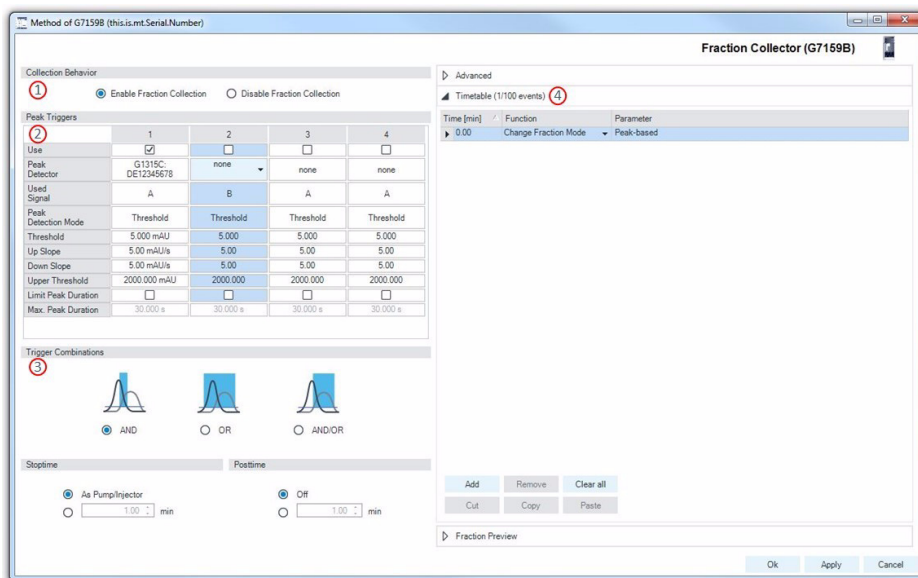 Method of G7159B (this.is.mt.Serial.Number)
Fraction Collector (G7159B)
Collection Behavior
1
Enable Fraction Collection Disable Fraction Collection
Peak Triggers
2
1 2 3 4
Use
Peak
Detector
G1315C:
DE12345678
none none none
Used
Signal
A B A A
Peak
Detection Mode
Threshold Threshold Threshold Threshold
Threshold 5.000 mAU 5.000 5.000 5.000
Up Slope 5.00 mAU/s 5.00 5.00 5.00
Down Slope 5.00 mAU/s 5.00 5.00 5.00
Upper Threshold 2000.000 mAU 2000.000 2000.000 2000.000
Limit Peak Duration
Max. Peak Duration 30.000 s 30.000 s 30.000 s 30.000 s
Trigger Combinations
3
AND OR AND/OR
Stoptime Posttime
As Pump/Injector Off
1.00 min 1.00 min
Advanced
Timetable (1/100 events) 4
Time [min] Function Parameter
0.00 Change Fraction Mode Peak-based
Add Remove Clear all
Cut Copy Paste
Fraction Preview
Ok Apply Cancel